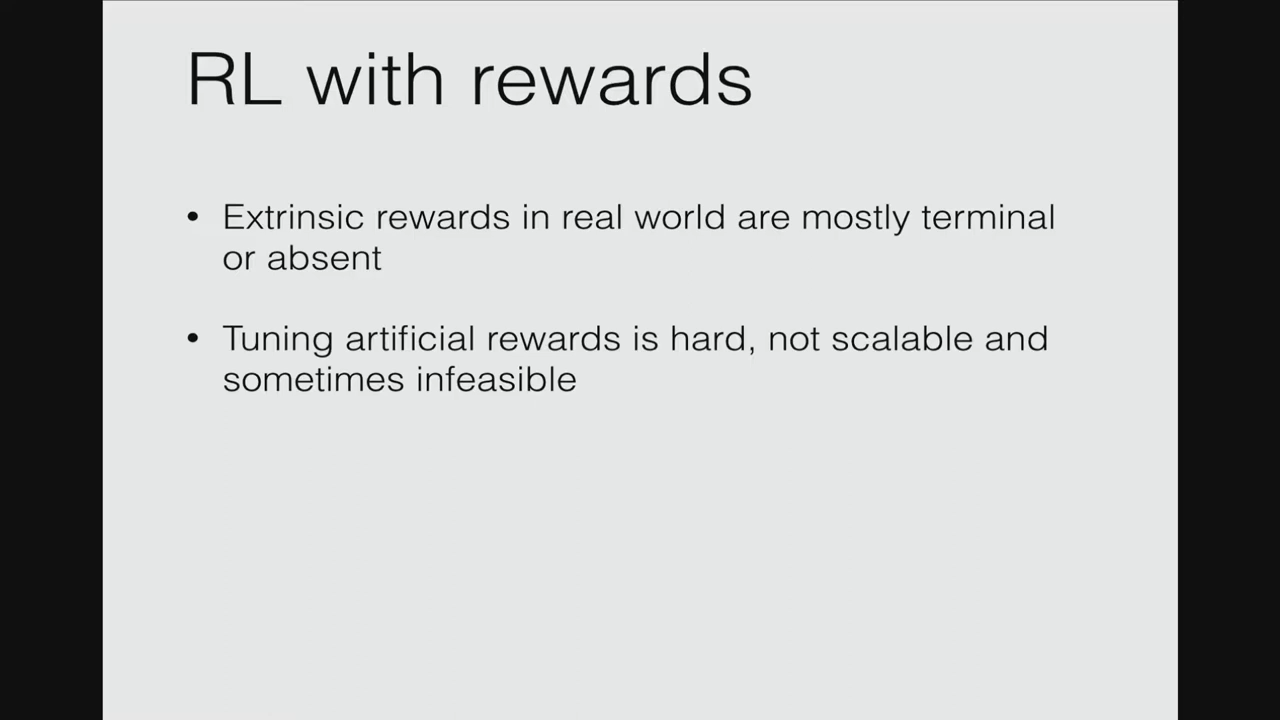 RL with rewards
• Extrinsic rewards in real world are mostly terminal
or absent
• Tuning artificial rewards is hard, not scalable and
sometimes infeasible